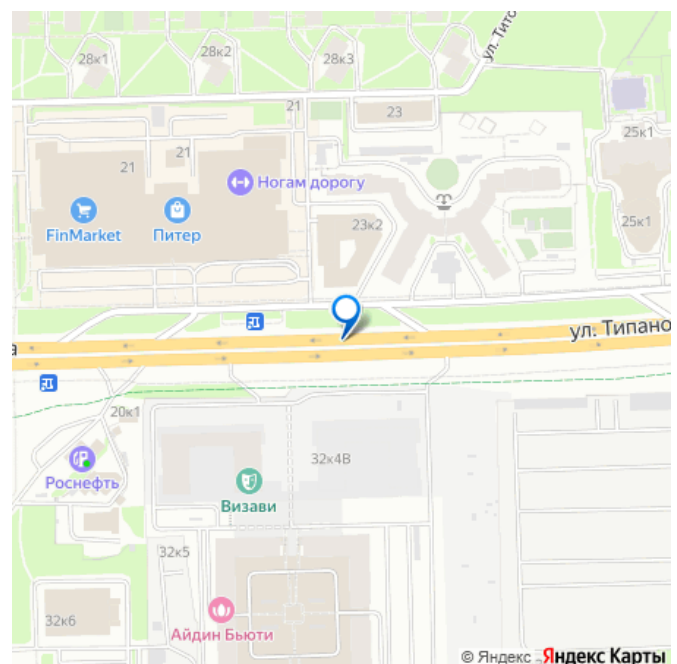 28к1
28к2
28к3
ул. Тито
21
23
25к1
21
21
Ногам дорогу
FinMarket
Питер
23к2
25к1
а
ул. Типано
20к1
Роснефть
32к4В
Визави
32к5
32к6
Айдин Бьюти
© Яндекс Яндекс Карты